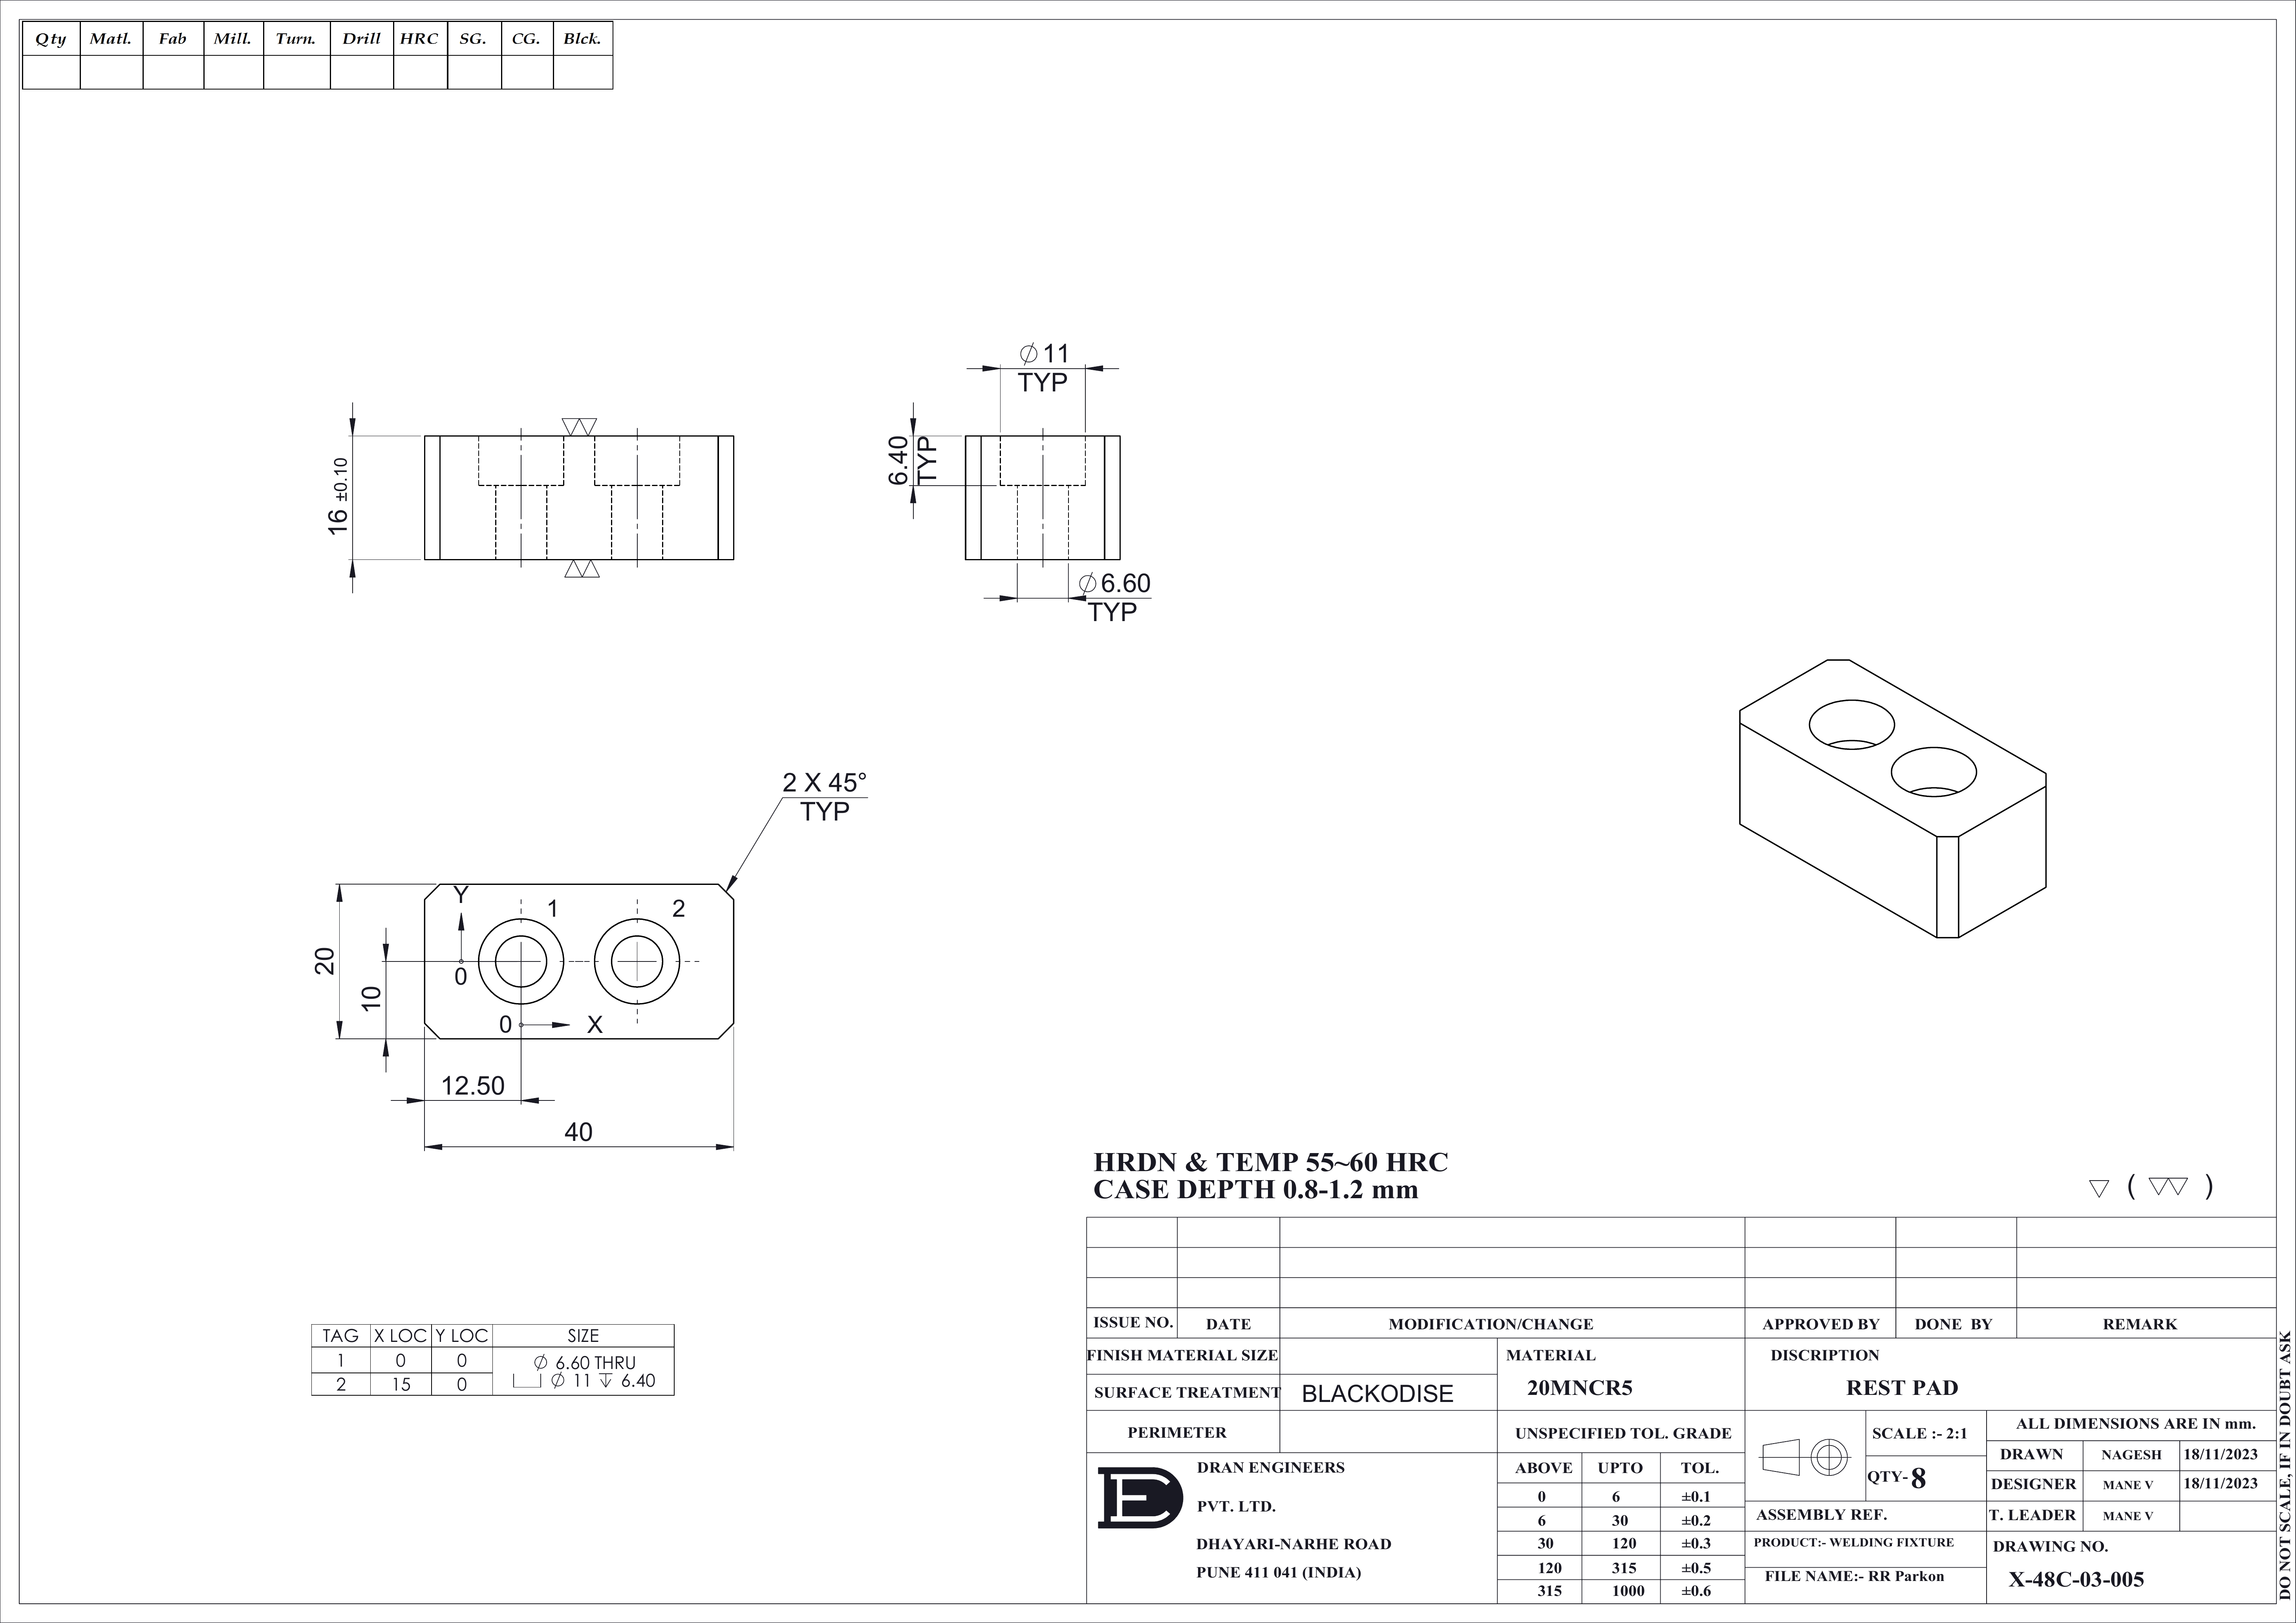 Qty Matl. Fab Mill. Turn. Drill HRC SG. CG. Blck.
⌀11
TYP
6.40
TYP
16 ±0.10
⌀6.60
TYP
2 X 45°
TYP
Y
1
2
0
0
X
20
10
12.50
40
HRDN & TEMP 55~60 HRC
CASE DEPTH 0.8-1.2 mm
( )
TAG X LOC Y LOC SIZE
1 0 0 ⌀ 6.60 THRU
2 15 0 ⌴ ⌀ 11 ↧ 6.40
ISSUE NO. DATE MODIFICATION/CHANGE APPROVED BY DONE BY REMARK
FINISH MATERIAL SIZE
SURFACE TREATMENT BLACKODISE
PERIMETER
MATERIAL
20MNCR5
DISCRIPTION
REST PAD
UNSPECIFIED TOL. GRADE
ABOVE UPTO TOL.
0 6 ±0.1
6 30 ±0.2
30 120 ±0.3
120 315 ±0.5
315 1000 ±0.6
DRAN ENGINEERS
PVT. LTD.
DHAYARI-NARHE ROAD
PUNE 411 041 (INDIA)
SCALE :- 2:1
QTY-8
ALL DIMENSIONS ARE IN mm.
DRAWN NAGESH 18/11/2023
DESIGNER MANE V 18/11/2023
T. LEADER MANE V
ASSEMBLY REF.
PRODUCT:- WELDING FIXTURE
FILE NAME:- RR Parkon
DRAWING NO.
X-48C-03-005
DO NOT SCALE, IF IN DOUBT ASK